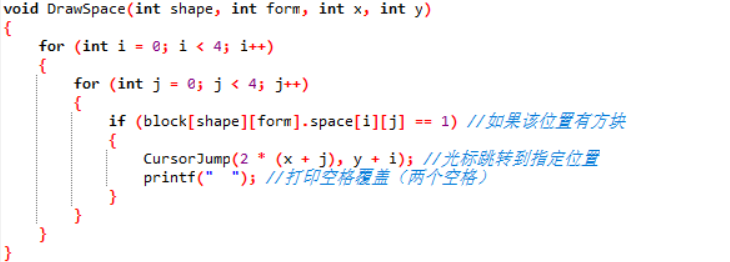 void DrawSpace(int shape, int form, int x, int y)
{
    for (int i = 0; i < 4; i++)
    {
        for (int j = 0; j < 4; j++)
        {
            if (block[shape][form].space[i][j] == 1) //如果该位置有方块
            {
                CursorJump(2 * (x + j), y + i); //光标跳转到指定位置
                printf("  "); //打印空格覆盖（两个空格）
            }
        }
    }
}